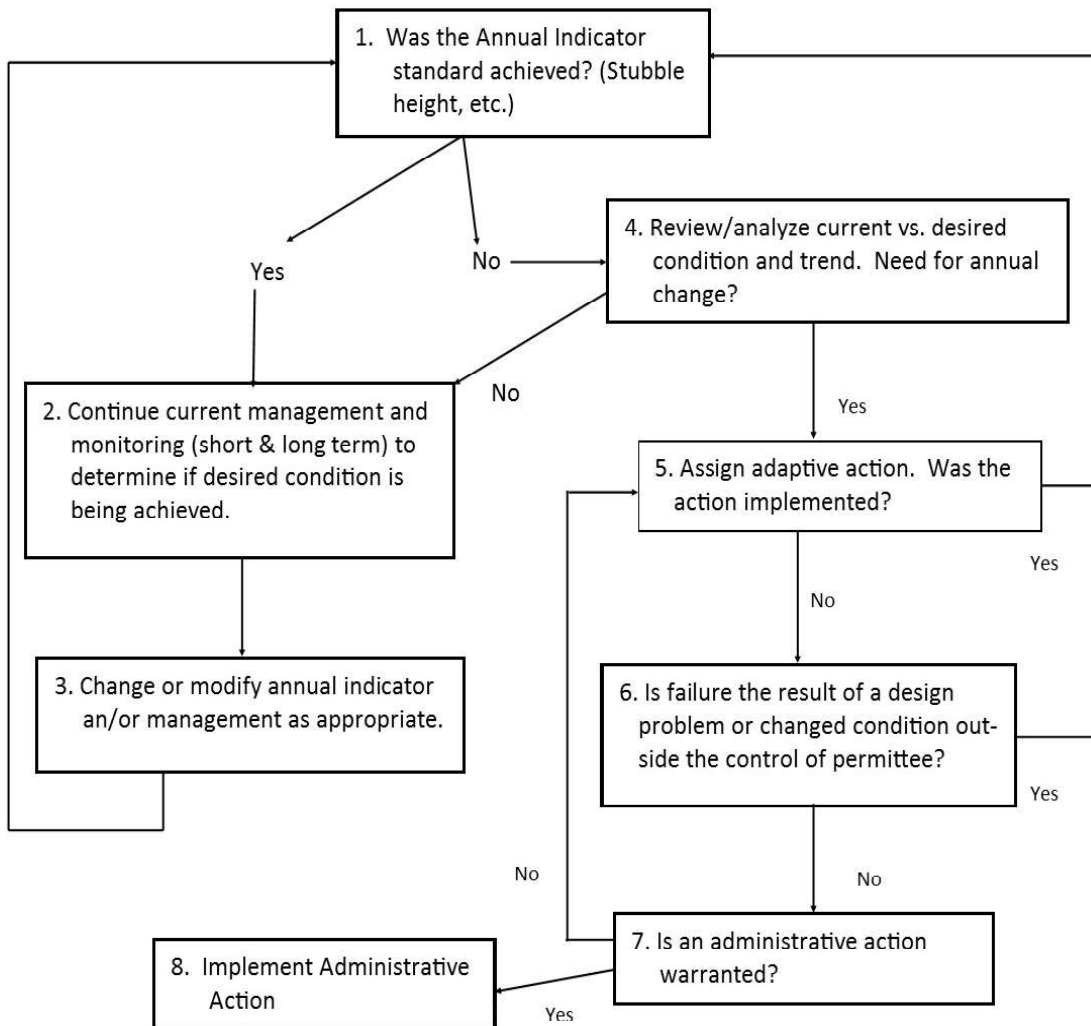 1. Was the Annual Indicator
standard achieved? (Stubble
height, etc.)
Yes
No
4. Review/analyze current vs. desired
condition and trend. Need for annual
change?
No
2. Continue current management and
monitoring (short & long term) to
determine if desired condition is
being achieved.
Yes
5. Assign adaptive action. Was the
action implemented?
Yes
No
3. Change or modify annual indicator
an/or management as appropriate.
6. Is failure the result of a design
problem or changed condition out-
side the control of permittee?
Yes
No
No
7. Is an administrative action
warranted?
8. Implement Administrative
Action
Yes